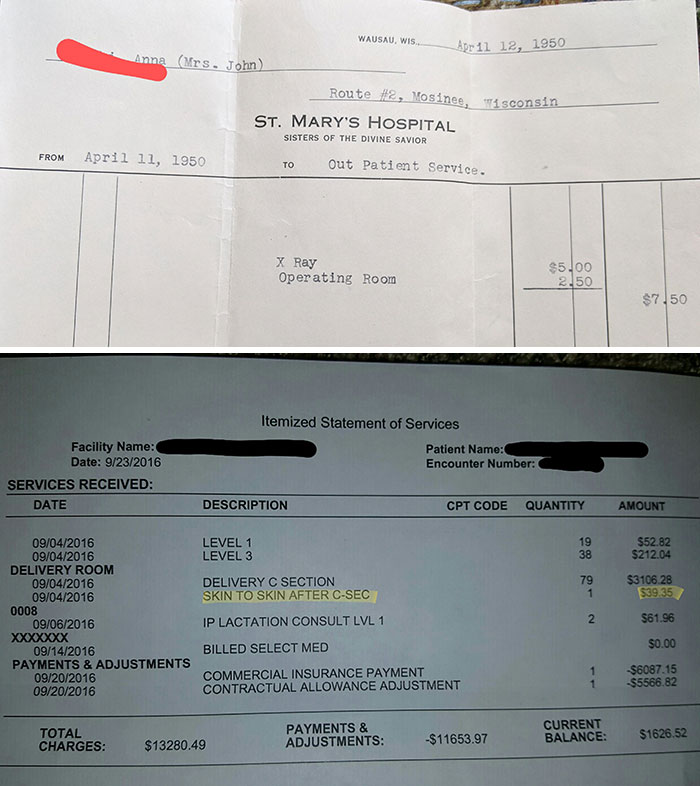 WAUSAU, WIS., April 12, 1950
Anna (Mrs. John)
Route #2, Mosinee, Wisconsin
ST. MARY'S HOSPITAL
SISTERS OF THE DIVINE SAVIOR
FROM April 11, 1950 TO Out Patient Service.
X Ray $5.00
Operating Room 2.50
$7.50
Itemized Statement of Services
Facility Name: Patient Name:
Date: 9/23/2016 Encounter Number:
SERVICES RECEIVED:
DATE DESCRIPTION CPT CODE QUANTITY AMOUNT
09/04/2016 LEVEL 1 19 $52.82
09/04/2016 LEVEL 3 38 $212.04
DELIVERY ROOM
09/04/2016 DELIVERY C SECTION 79 $3106.28
09/04/2016 SKIN TO SKIN AFTER C-SEC 1 $39.35
0008
09/06/2016 IP LACTATION CONSULT LVL 1 2 $61.96
XXXXXXX
09/14/2016 BILLED SELECT MED $0.00
PAYMENTS & ADJUSTMENTS
09/20/2016 COMMERCIAL INSURANCE PAYMENT 1 -$6087.15
09/20/2016 CONTRACTUAL ALLOWANCE ADJUSTMENT 1 -$5566.82
TOTAL CHARGES: $13280.49 PAYMENTS & ADJUSTMENTS: -$11653.97 CURRENT BALANCE: $1626.52